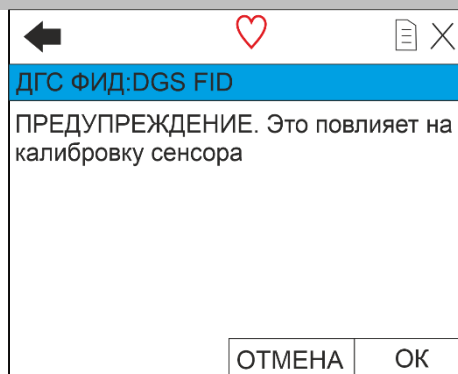 ДГС ФИД:DGS FID
ПРЕДУПРЕЖДЕНИЕ. Это повлияет на
калибровку сенсора
ОТМЕНА ОК